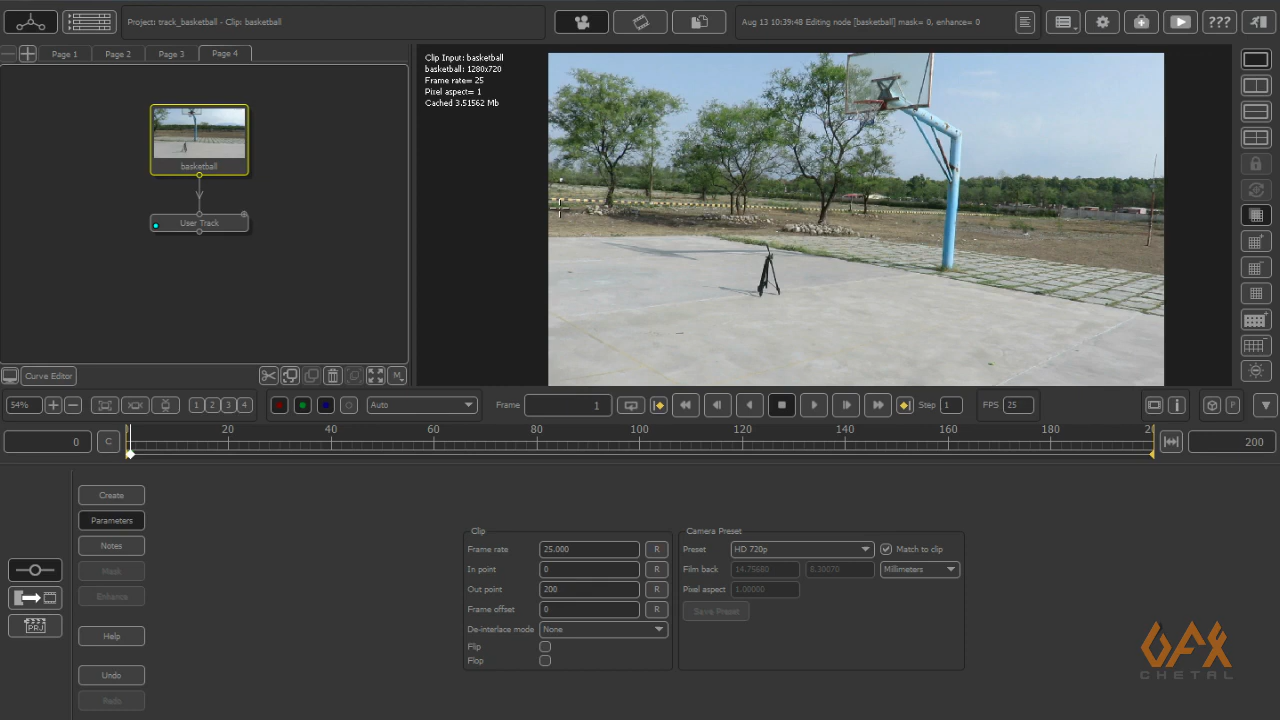 Project: track_basketball - Clip: basketball
Aug 13 10:39:48 Editing node [basketball] mask= 0, enhance= 0
???
Page 1
Page 2
Page 3
Page 4
Clip Input: basketball
basketball: 1280x720
Frame rate= 25
Pixel aspect= 1
Cached 3.51562 Mb
basketball
User Track
Curve Editor
M
54%
1
2
3
4
Auto
Frame
1
Step
1
FPS
25
P
0
C
20
40
60
80
100
120
140
160
180
20
200
Create
Parameters
Notes
Mask
Enhance
Help
Undo
Redo
PRJ
Clip
Frame rate
25.000
R
In point
0
R
Out point
200
R
Frame offset
0
R
De-interlace mode
None
Flip
Flop
Camera Preset
Preset
HD 720p
Match to clip
Film back
14.75680
8.30070
Millimeters
Pixel aspect
1.00000
Save Preset
GFX
CHETAL